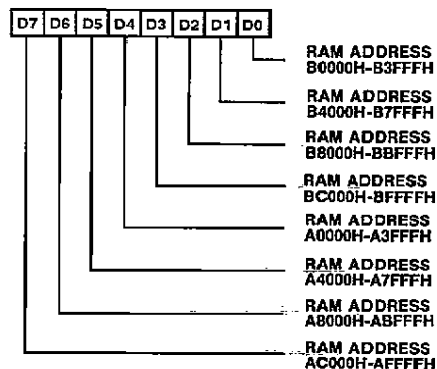 D7 D6 D5 D4 D3 D2 D1 D0
RAM ADDRESS
B0000H-B3FFFH
RAM ADDRESS
B4000H-B7FFFH
RAM ADDRESS
B8000H-BBFFFH
RAM ADDRESS
BC000H-BFFFFH
RAM ADDRESS
A0000H-A3FFFH
RAM ADDRESS
A4000H-A7FFFH
RAM ADDRESS
A8000H-ABFFFH
RAM ADDRESS
AC000H-AFFFFH